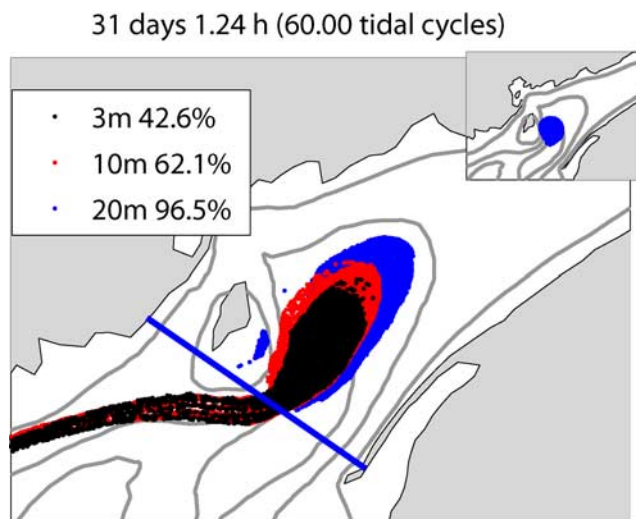 31 days 1.24 h (60.00 tidal cycles)
3m 42.6%
10m 62.1%
20m 96.5%